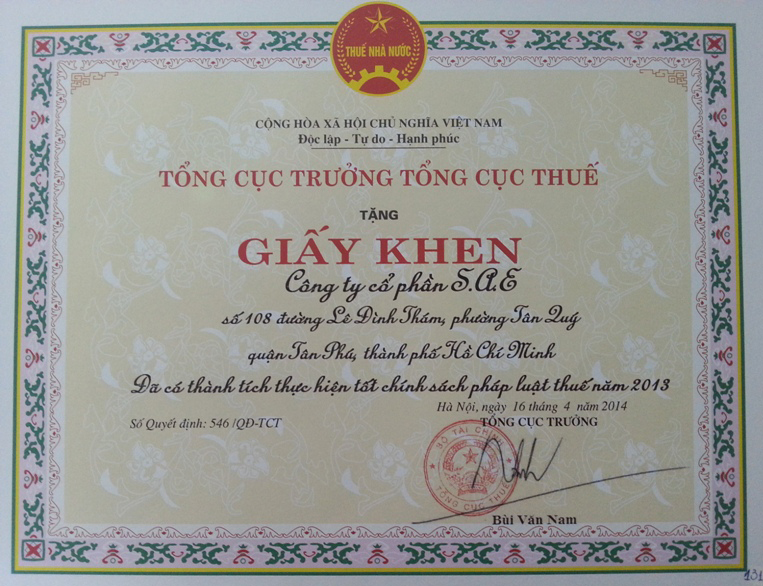 THUẾ NHÀ NƯỚC
CỘNG HÒA XÃ HỘI CHỦ NGHĨA VIỆT NAM
Độc lập - Tự do - Hạnh phúc
TỔNG CỤC TRƯỞNG TỔNG CỤC THUẾ
TẶNG
GIẤY KHEN
Công ty cổ phần S.A.E
số 108 đường Lê Đình Thám, phường Tân Quý
quận Tân Phú, thành phố Hồ Chí Minh
Đã có thành tích thực hiện tốt chính sách pháp luật thuế năm 2013
Hà Nội, ngày 16 tháng 4 năm 2014
Số Quyết định: 546 /QĐ-TCT
TỔNG CỤC TRƯỞNG
BỘ TÀI CHÍNH
TỔNG CỤC THUẾ
Bùi Văn Nam
131